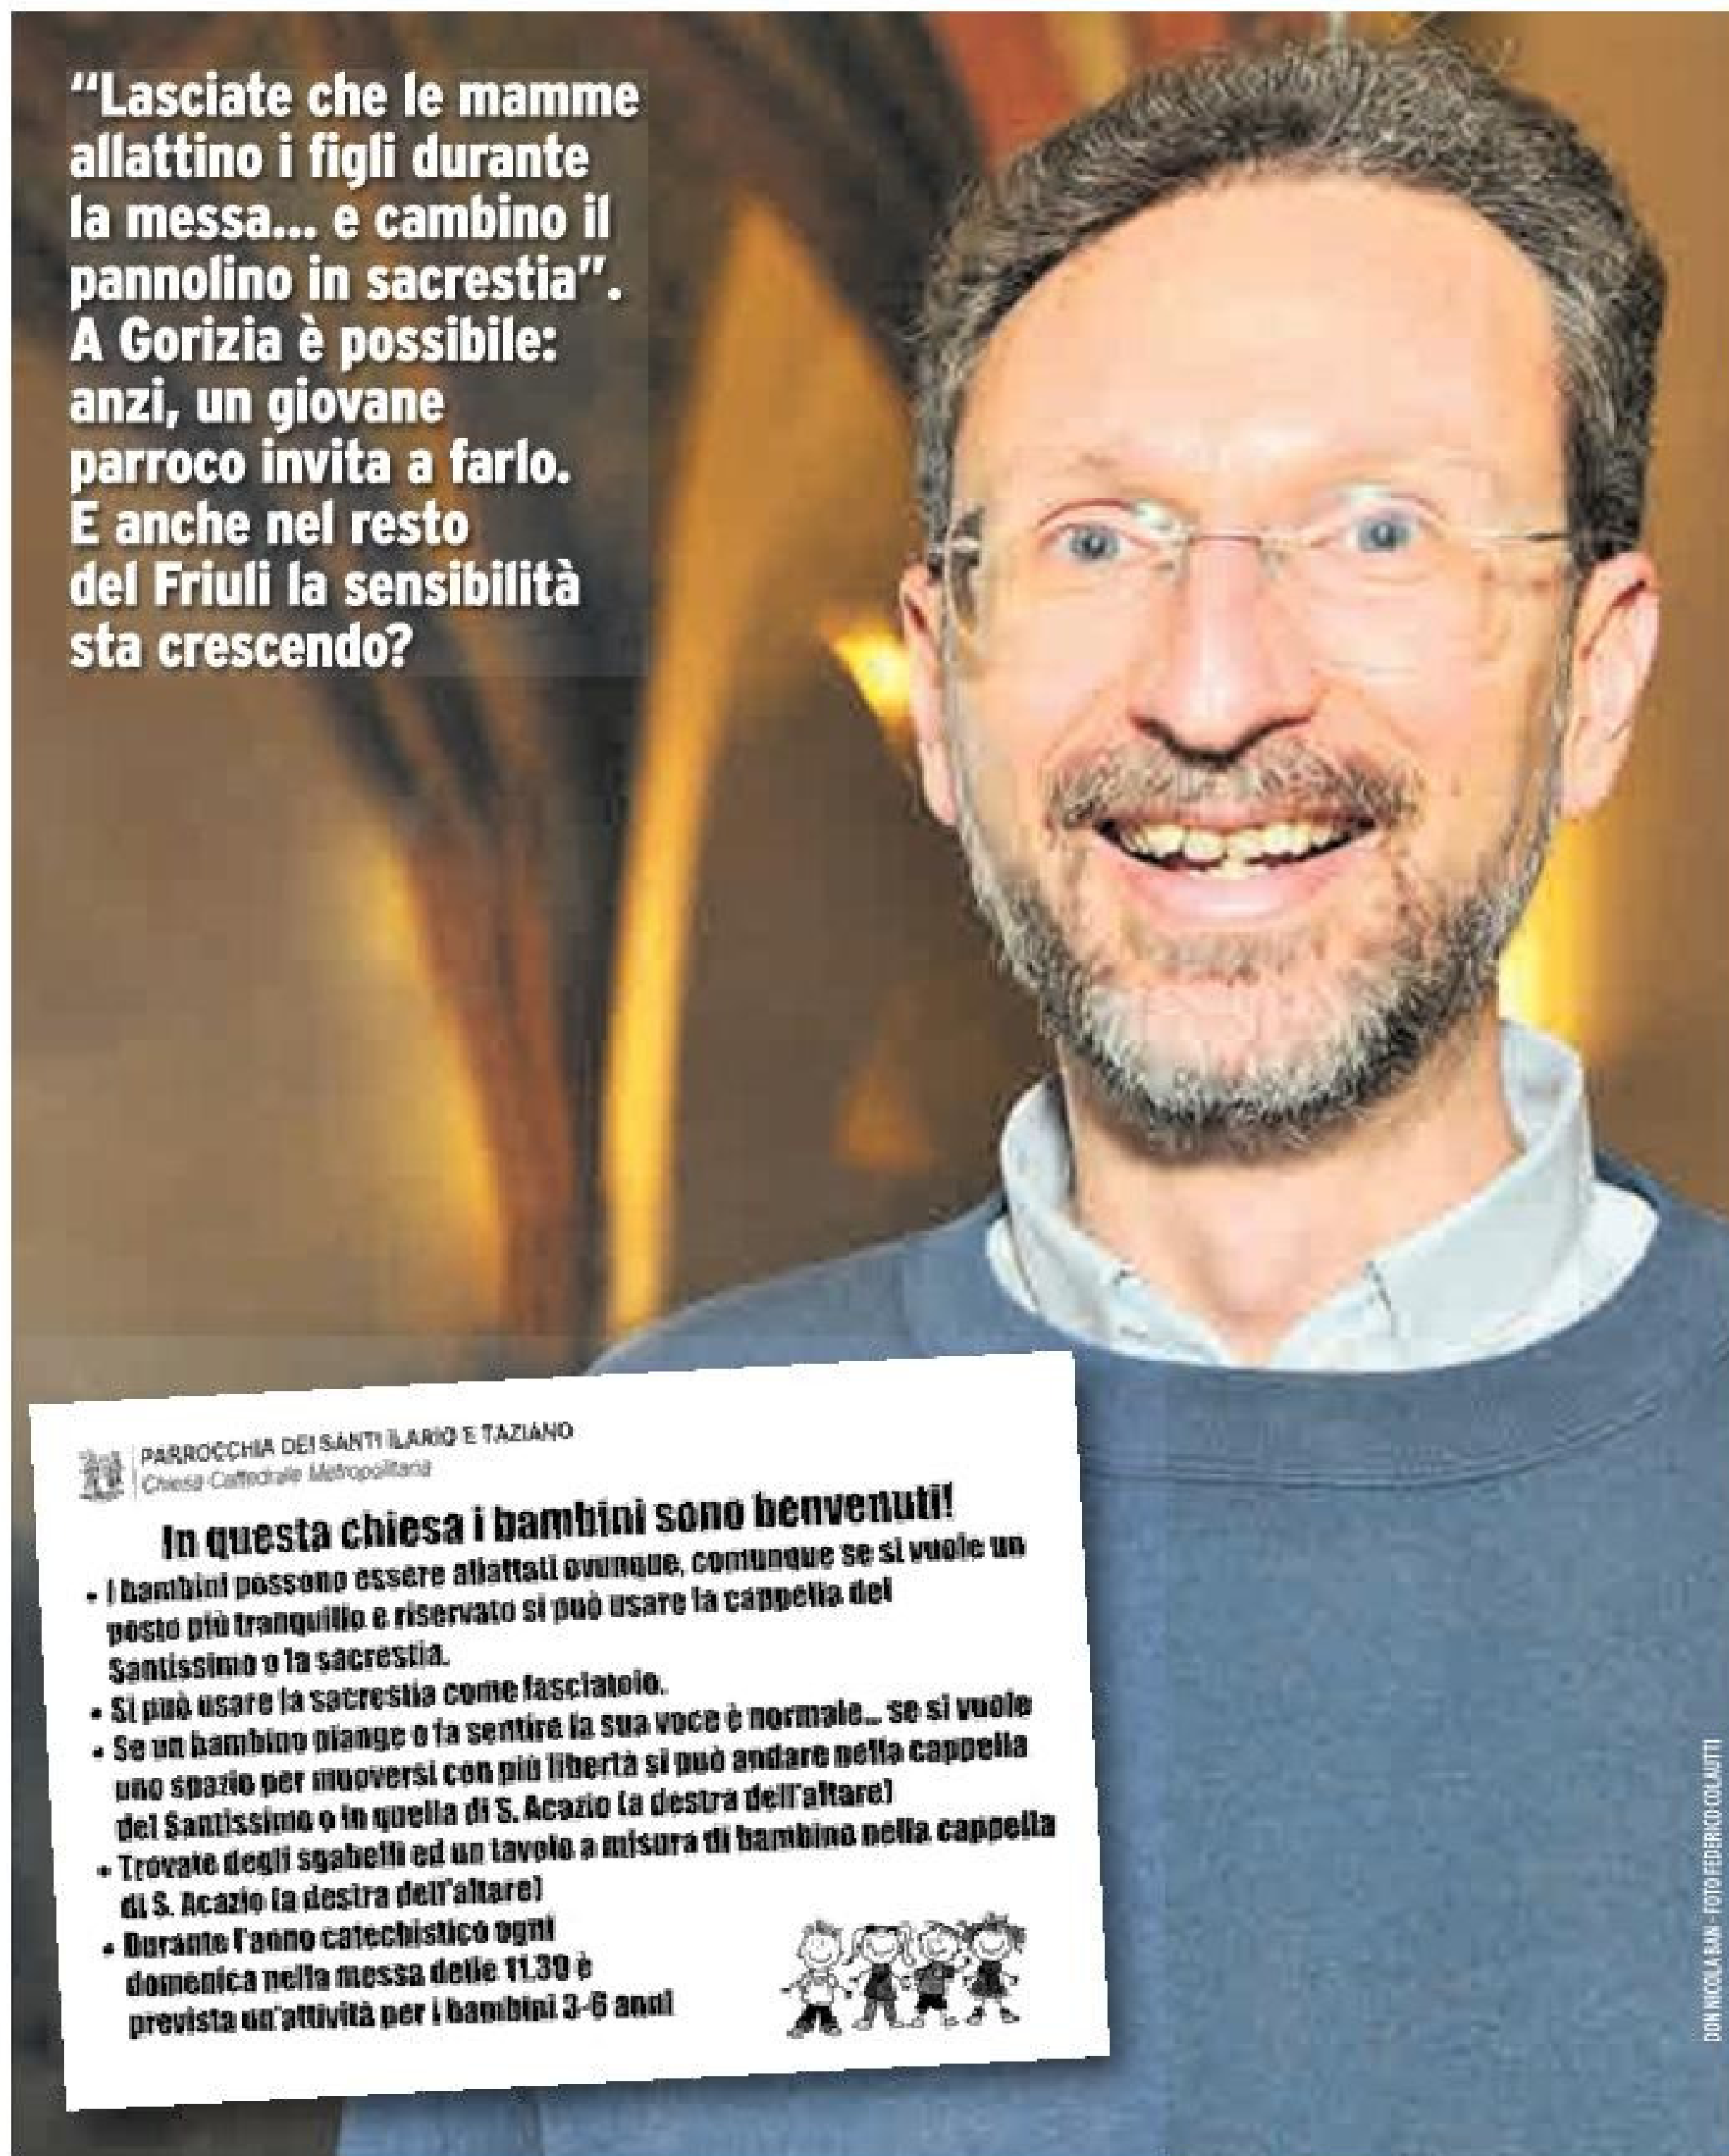 “Lasciate che le mamme
allattino i figli durante
la messa... e cambino il
pannolino in sacrestia”.
A Gorizia è possibile:
anzi, un giovane
parroco invita a farlo.
E anche nel resto
del Friuli la sensibilità
sta crescendo?
PARROCCHIA DEI SANTI ILARIO E TAZIANO
Chiesa Cattedrale Metropolitana
In questa chiesa i bambini sono benvenuti!
• I bambini possono essere allattati ovunque, comunque se si vuole un
posto più tranquillo e riservato si può usare la cappella del
Santissimo o la sacrestia.
• Si può usare la sacrestia come fasciatoio.
• Se un bambino piange o fa sentire la sua voce è normale... se si vuole
uno spazio per muoversi con più libertà si può andare nella cappella
del Santissimo o in quella di S. Acazio (a destra dell'altare)
• Trovate degli sgabelli ed un tavolo a misura di bambino nella cappella
di S. Acazio (a destra dell'altare)
• Durante l'anno catechistico ogni
domenica nella messa delle 11.30 è
prevista un'attività per i bambini 3-6 anni
DON NICOLA BAN - FOTO FEDERICO COLAUTTI